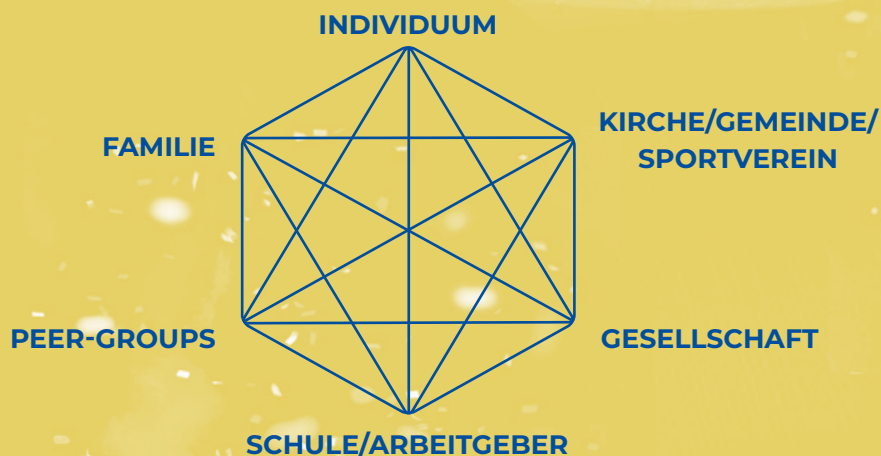 INDIVIDUUM
FAMILIE
KIRCHE/GEMEINDE/
SPORTVEREIN
PEER-GROUPS
GESELLSCHAFT
SCHULE/ARBEITGEBER